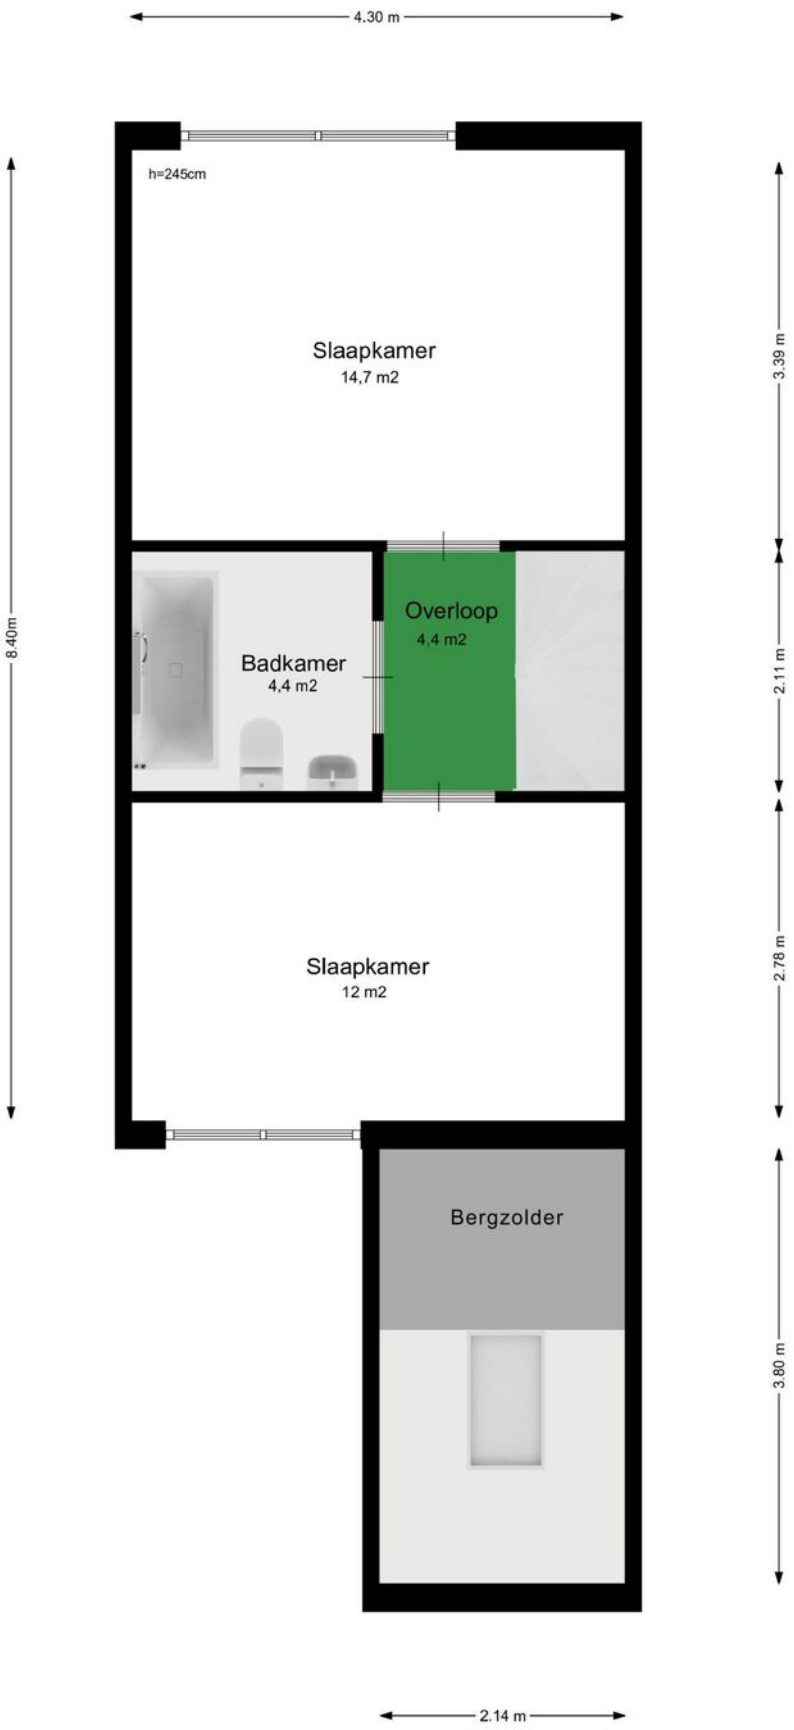 4.30 m
h=245cm
Slaapkamer
14,7 m2
3.39 m
8.40m
Overloop
4,4 m2
Badkamer
4,4 m2
2.11 m
Slaapkamer
12 m2
2.78 m
Bergzolder
3.80 m
2.14 m